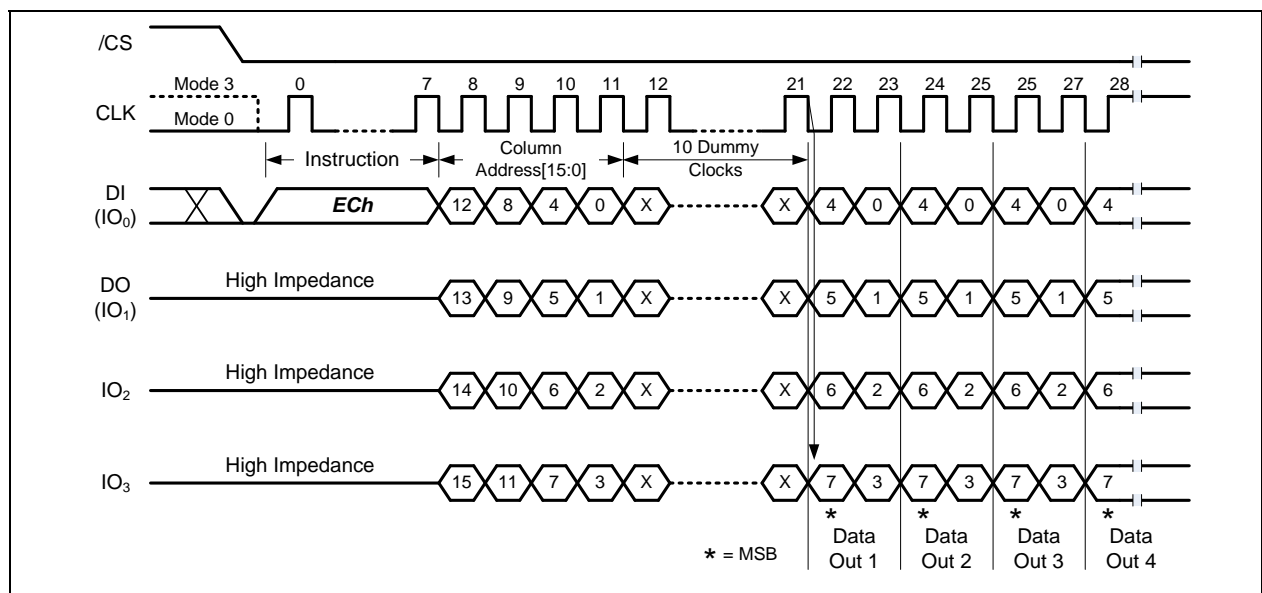 /CS
Mode 3 0 7 8 9 10 11 12 21 22 23 24 25 25 27 28
CLK
Mode 0
Instruction
Column
Address[15:0]
10 Dummy
Clocks
DI
(IO0)
ECh 12 8 4 0 X X 4 0 4 0 4 0 4
High Impedance
DO
(IO1)
13 9 5 1 X X 5 1 5 1 5 1 5
High Impedance
IO2
14 10 6 2 X X 6 2 6 2 6 2 6
High Impedance
IO3
15 11 7 3 X X 7 3 7 3 7 3 7
* * * *
* = MSB
Data
Out 1
Data
Out 2
Data
Out 3
Data
Out 4